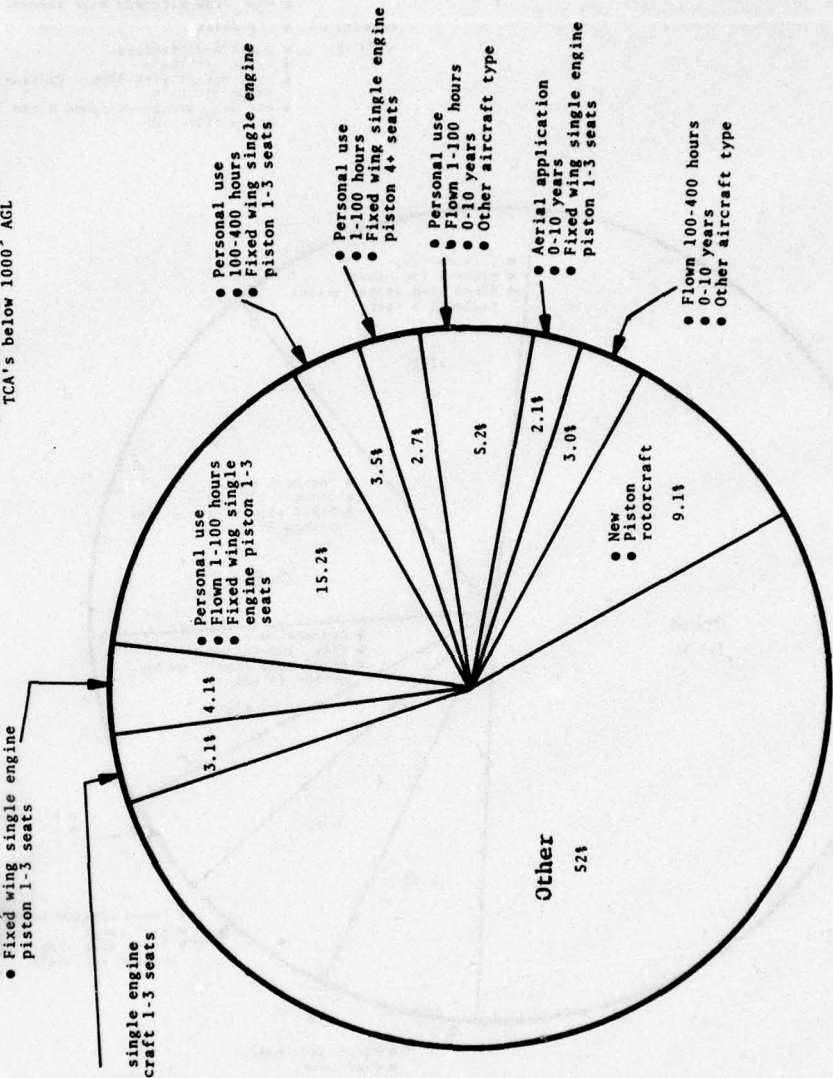 TCA's below 1000' AGL
• Fixed wing single engine
piston 1-3 seats
single engine
craft 1-3 seats
3.1%
4.1%
• Personal use
• Flown 1-100 hours
• Fixed wing single
engine piston 1-3
seats
15.2%
• Personal use
• 100-400 hours
• Fixed wing single engine
piston 1-3 seats
3.5%
• Personal use
• 1-100 hours
• Fixed wing single engine
piston 4+ seats
2.7%
• Personal use
• Flown 1-100 hours
• 0-10 years
• Other aircraft type
5.2%
• Aerial application
• 0-10 years
• Fixed wing single engine
piston 1-3 seats
2.1%
• Flown 100-400 hours
• 0-10 years
• Other aircraft type
3.0%
• New
• Piston
rotorcraft
9.1%
Other
52%